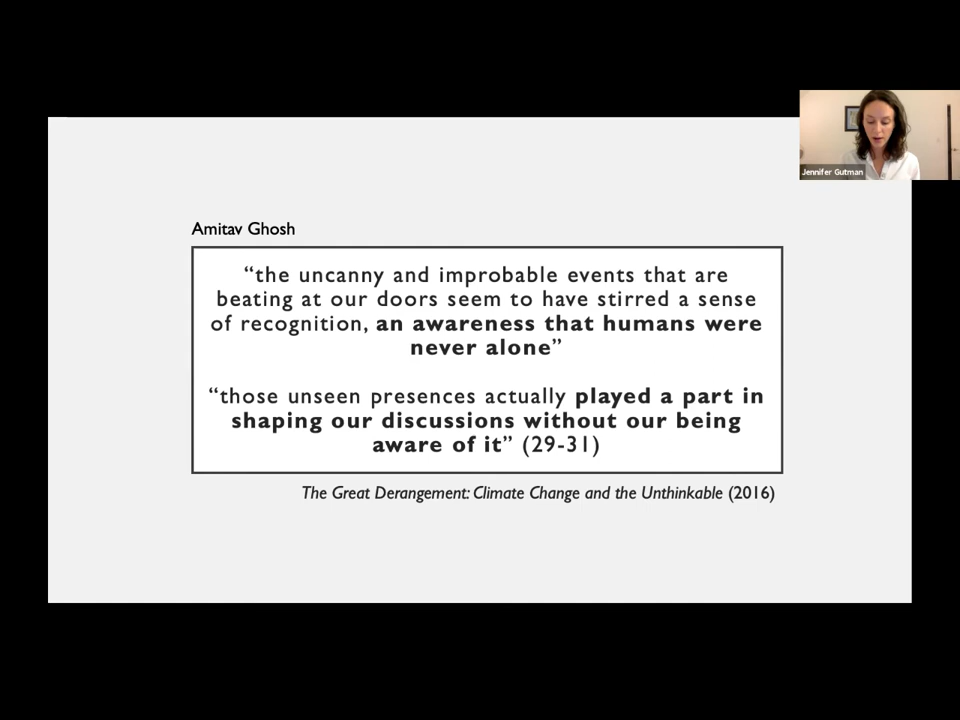 Jennifer Gutman
Amitav Ghosh
“the uncanny and improbable events that are
beating at our doors seem to have stirred a sense
of recognition, an awareness that humans were
never alone”
“those unseen presences actually played a part in
shaping our discussions without our being
aware of it” (29-31)
The Great Derangement: Climate Change and the Unthinkable (2016)